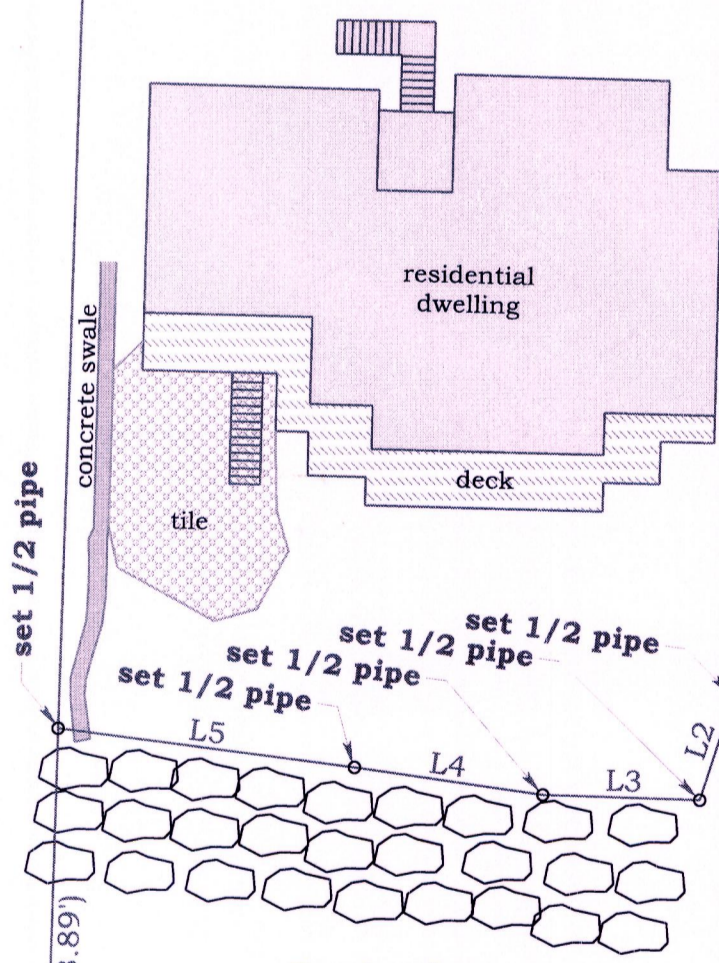 residential
dwelling
concrete swale
deck
tile
set 1/2 pipe
set 1/2 pipe
set 1/2 pipe
set 1/2 pipe
set 1/2 pipe
L5
L4
L3
L2
.89')